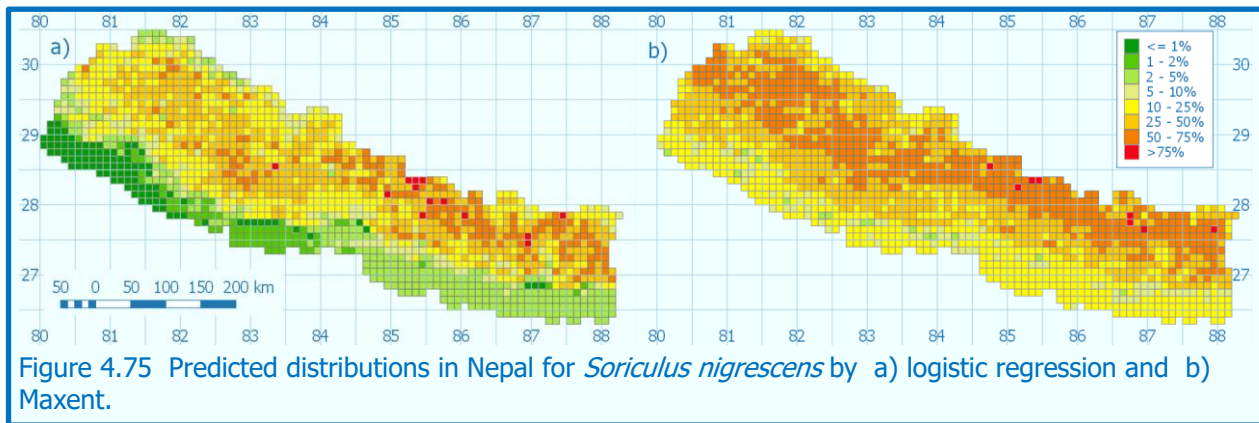 80 81 82 83 84 85 86 87 88 80 81 82 83 84 85 86 87 88
a)
b)
<= 1%
1 - 2%
2 - 5%
5 - 10%
10 - 25%
25 - 50%
50 - 75%
>75%
30 30
29 29
28 28
27 27
50 0 50 100 150 200 km
80 81 82 83 84 85 86 87 88 80 81 82 83 84 85 86 87 88
Figure 4.75 Predicted distributions in Nepal for Soriculus nigrescens by a) logistic regression and b)
Maxent.